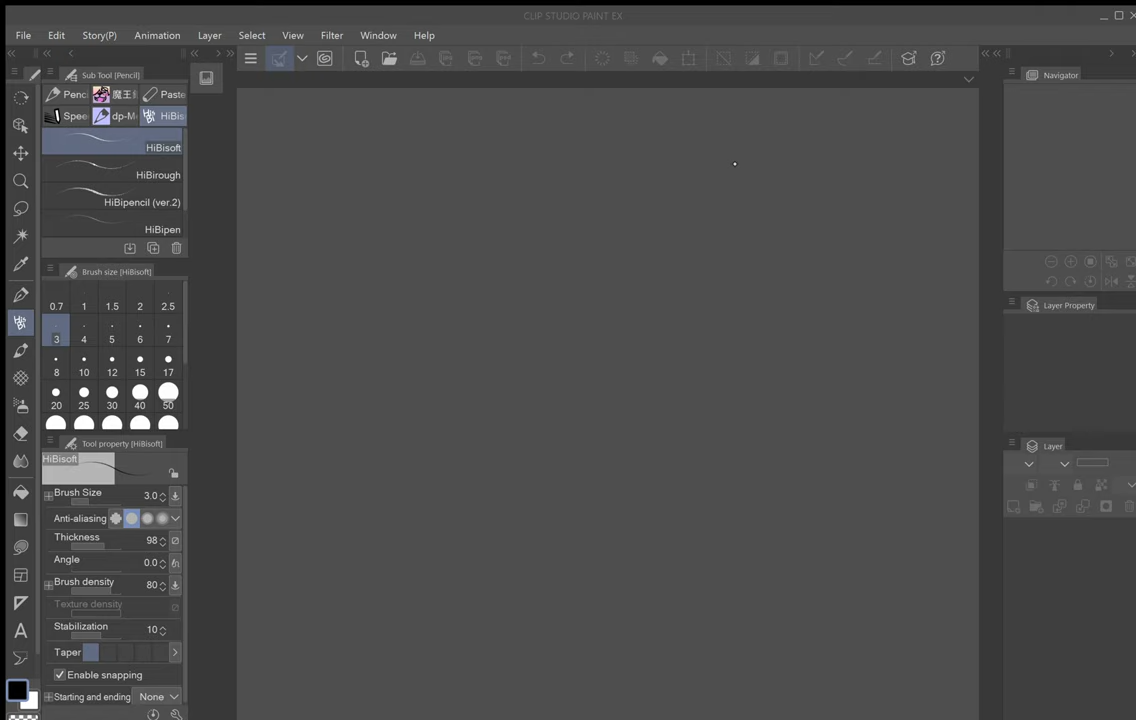 CLIP STUDIO PAINT EX
File Edit Story(P) Animation Layer Select View Filter Window Help
Sub Tool [Pencil]
Penc 魔王 Paste
Spee dp-M HiBis
HiBisoft
HiBirough
HiBipencil (ver.2)
HiBipen
Brush size [HiBisoft]
0.7 1 1.5 2 2.5
3 4 5 6 7
8 10 12 15 17
20 25 30 40 50
Tool property [HiBisoft]
HiBisoft
Brush Size 3.0
Anti-aliasing
Thickness 98
Angle 0.0
Brush density 80
Texture density
Stabilization 10
Taper
Enable snapping
Starting and ending None
Navigator
Layer Property
Layer